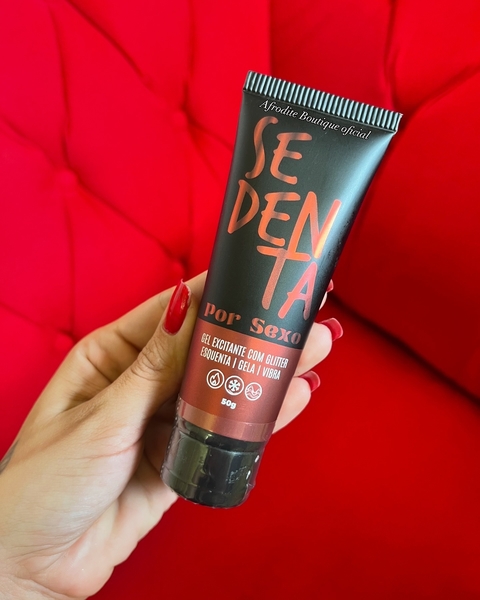 Afrodite Boutique oficial
SE
DEN
TA
por Sexo
GEL EXCITANTE COM GLITTER
ESQUENTA | GELA | VIBRA
50g